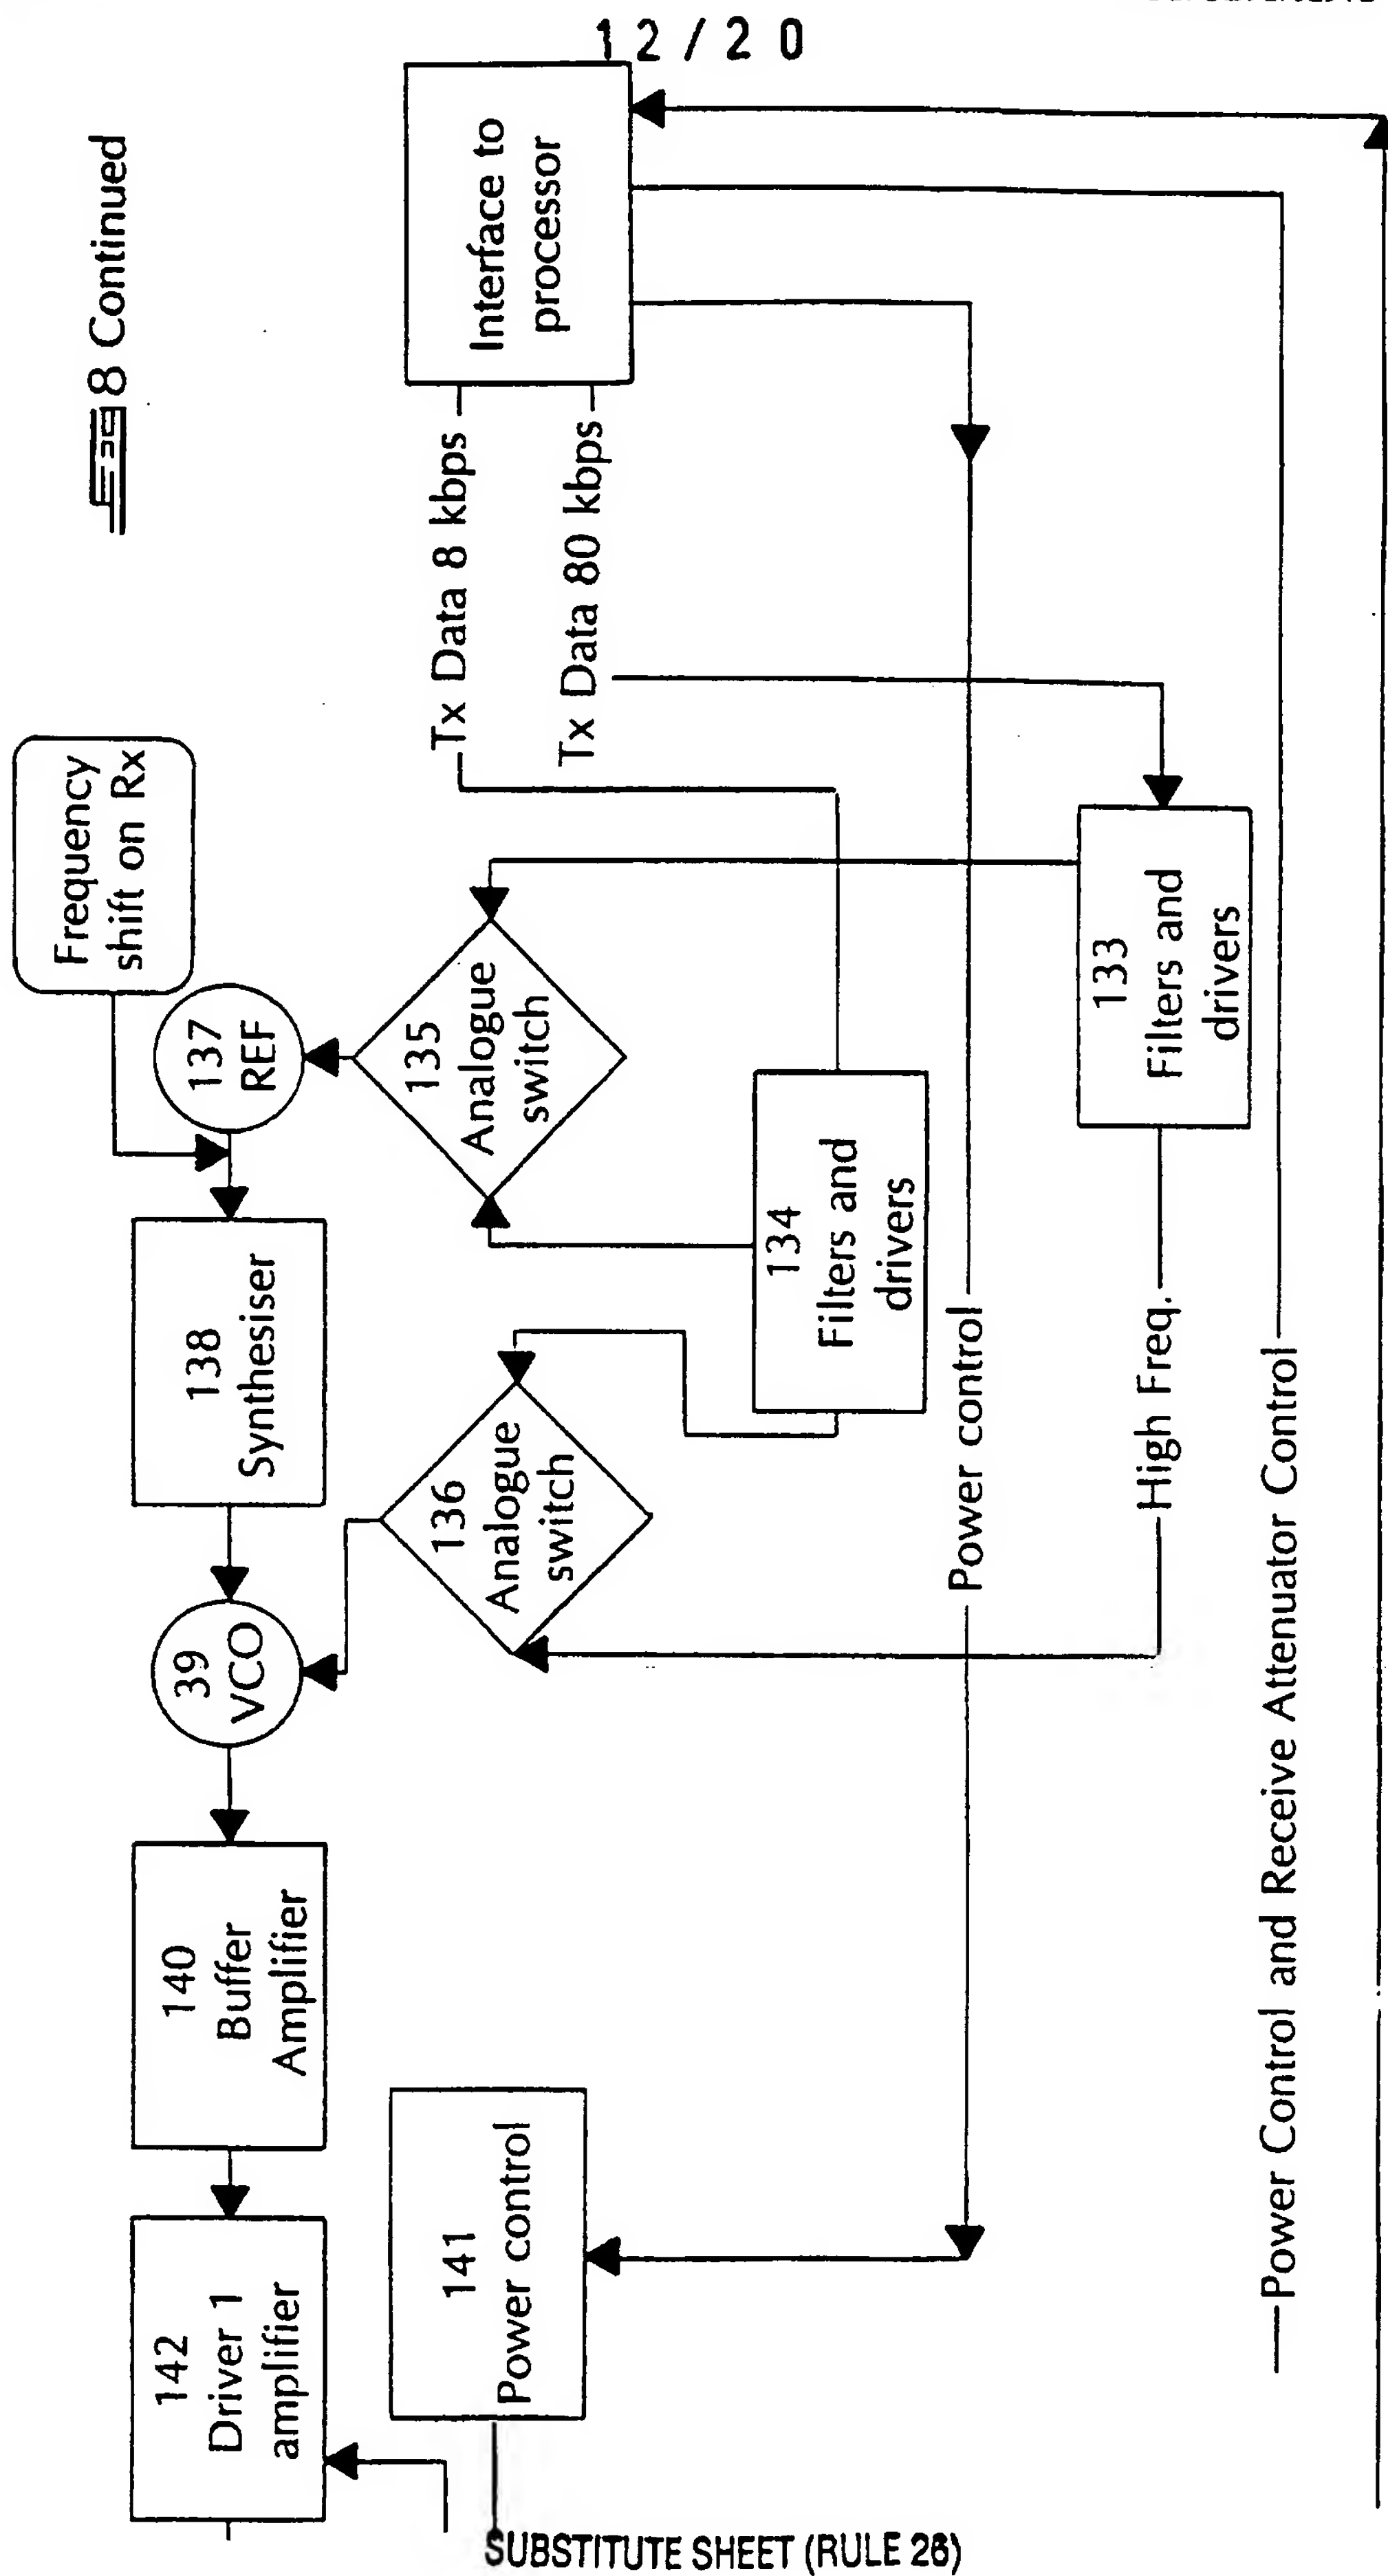 12/20
8 Continued
Frequency
shift on Rx
Tx Data 8 kbps
Tx Data 80 kbps
Interface to
processor
137
REF
138
Synthesiser
39
VCO
140
Buffer
Amplifier
142
Driver 1
amplifier
135
Analogue
switch
136
Analogue
switch
141
Power control
134
Filters and
drivers
Power control
133
Filters and
drivers
High Freq.
Power Control and Receive Attenuator Control
SUBSTITUTE SHEET (RULE 26)